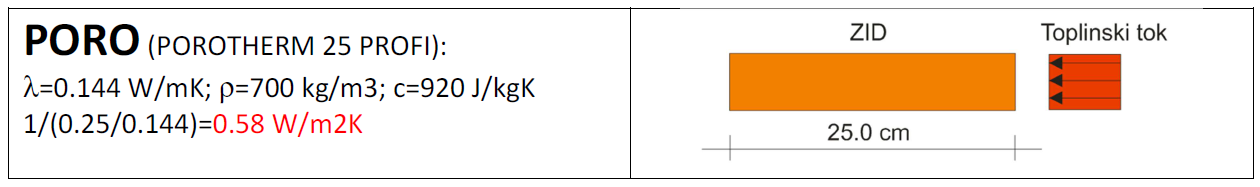 PORO (POROTHERM 25 PROFI):
λ=0.144 W/mK; ρ=700 kg/m3; c=920 J/kgK
1/(0.25/0.144)=0.58 W/m2K
ZID
Toplinski tok
25.0 cm